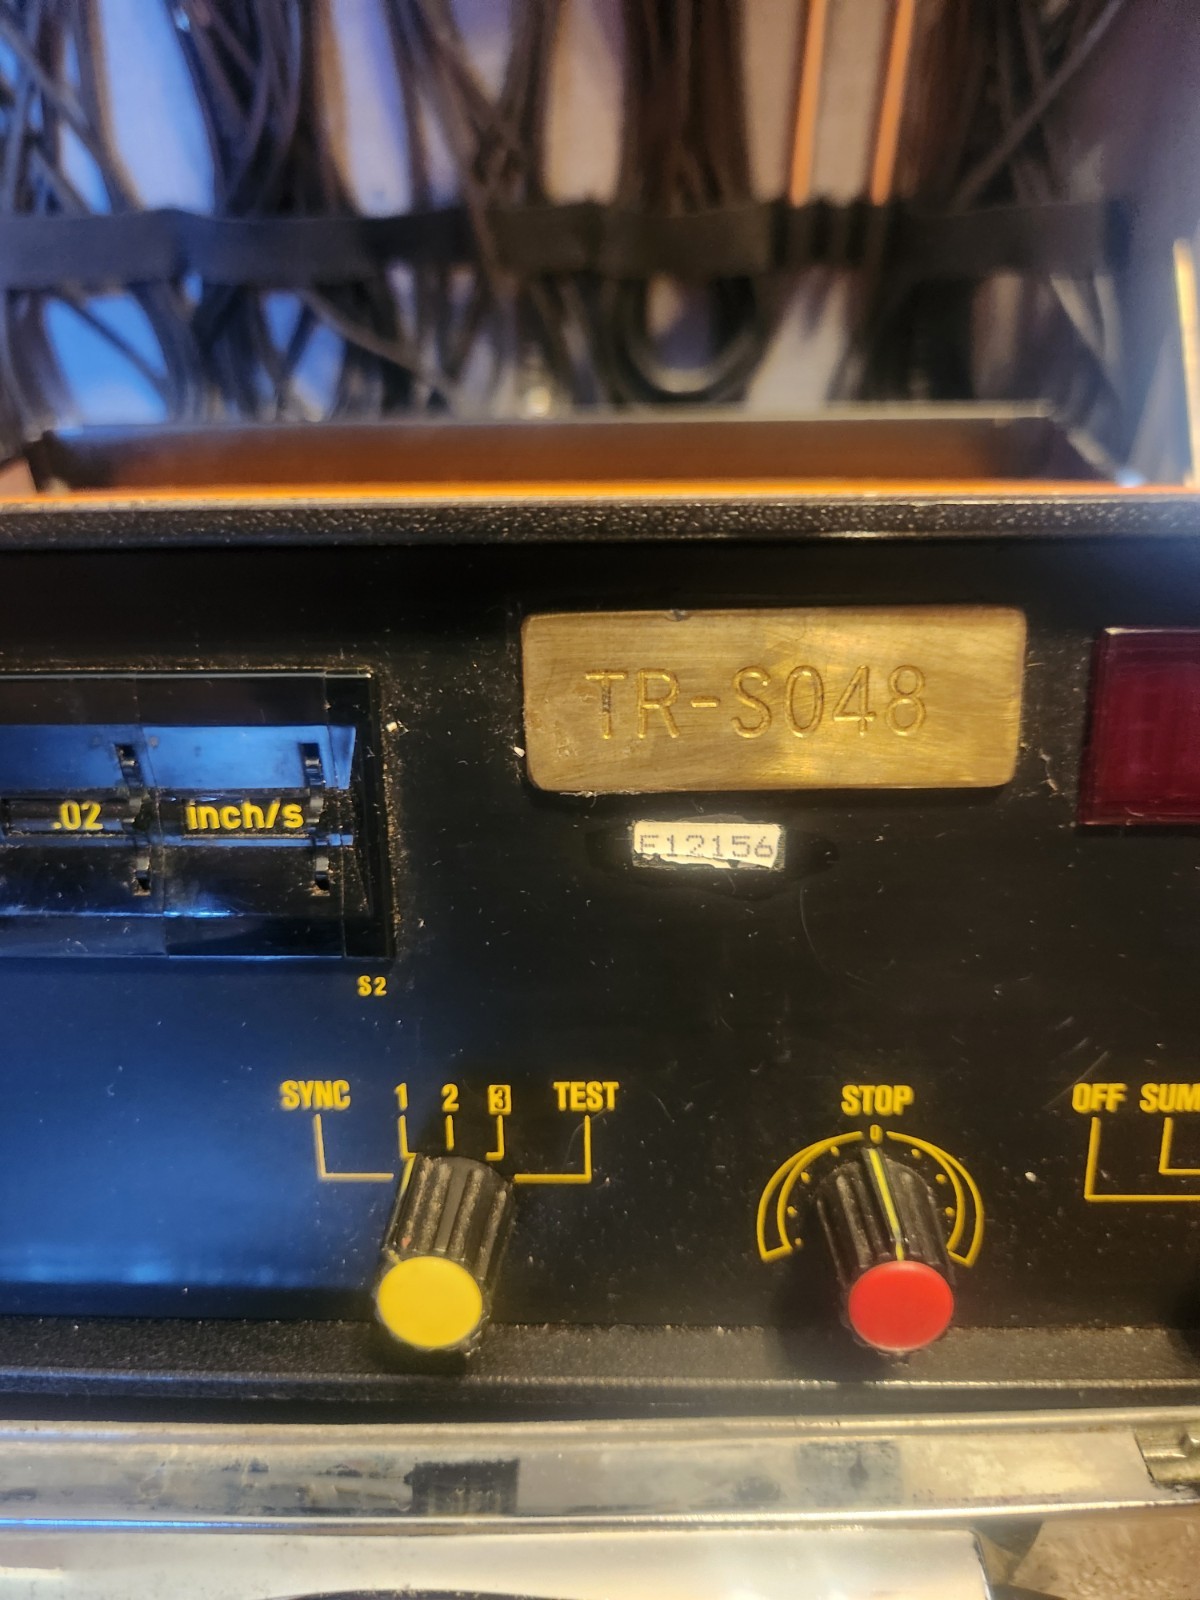 TR-S048
.02 inch/s
F12156
S2
SYNC 1 2 3 TEST
STOP
OFF SUM
0